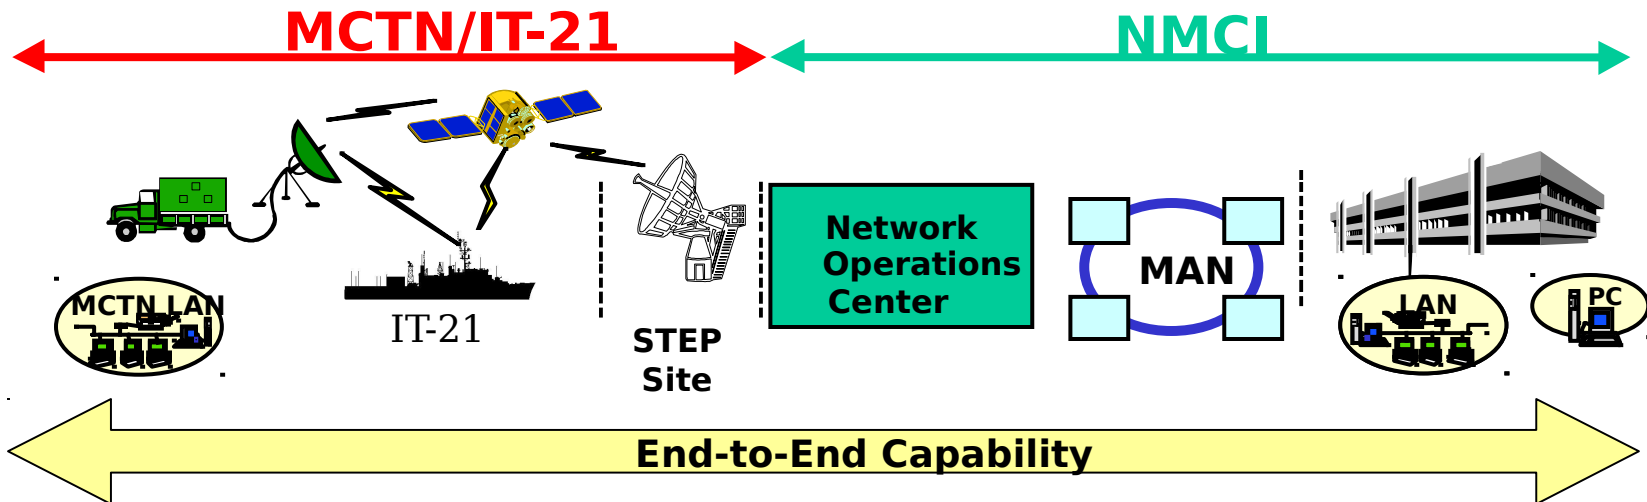 MCTN/IT-21
NMCI
MCTN LAN
IT-21
STEP
Site
Network
Operations
Center
MAN
LAN
PC
End-to-End Capability